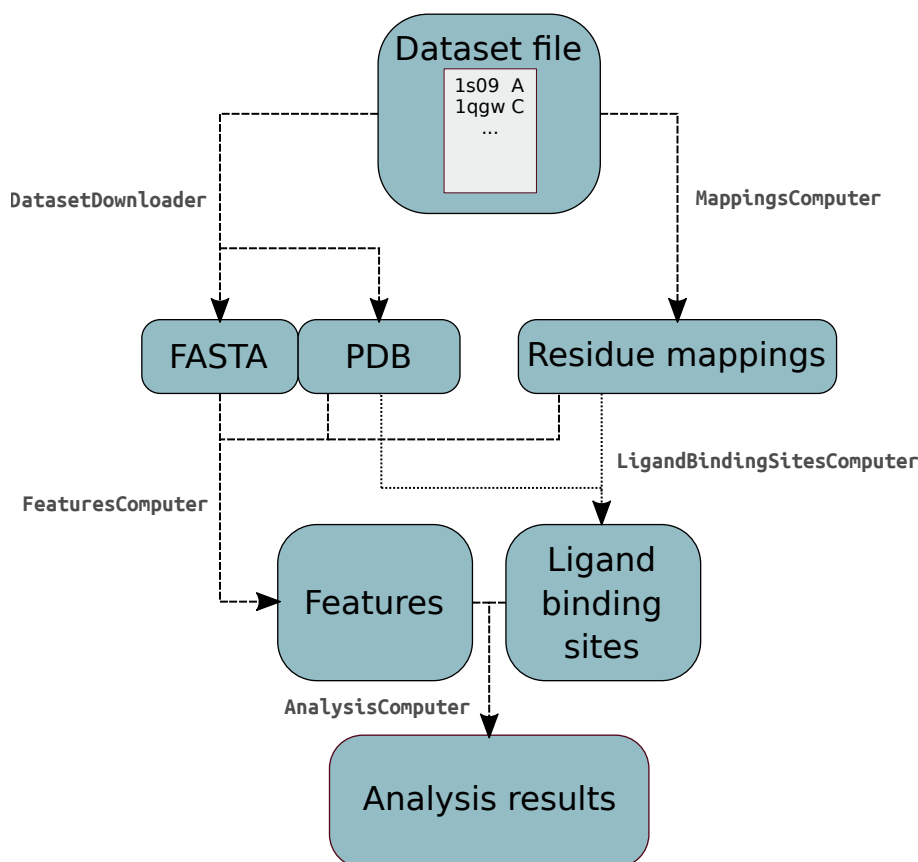 Dataset file
1s09 A
1qgw C
...
DatasetDownloader
MappingsComputer
FASTA
PDB
Residue mappings
LigandBindingSitesComputer
FeaturesComputer
Features
Ligand
binding
sites
AnalysisComputer
Analysis results